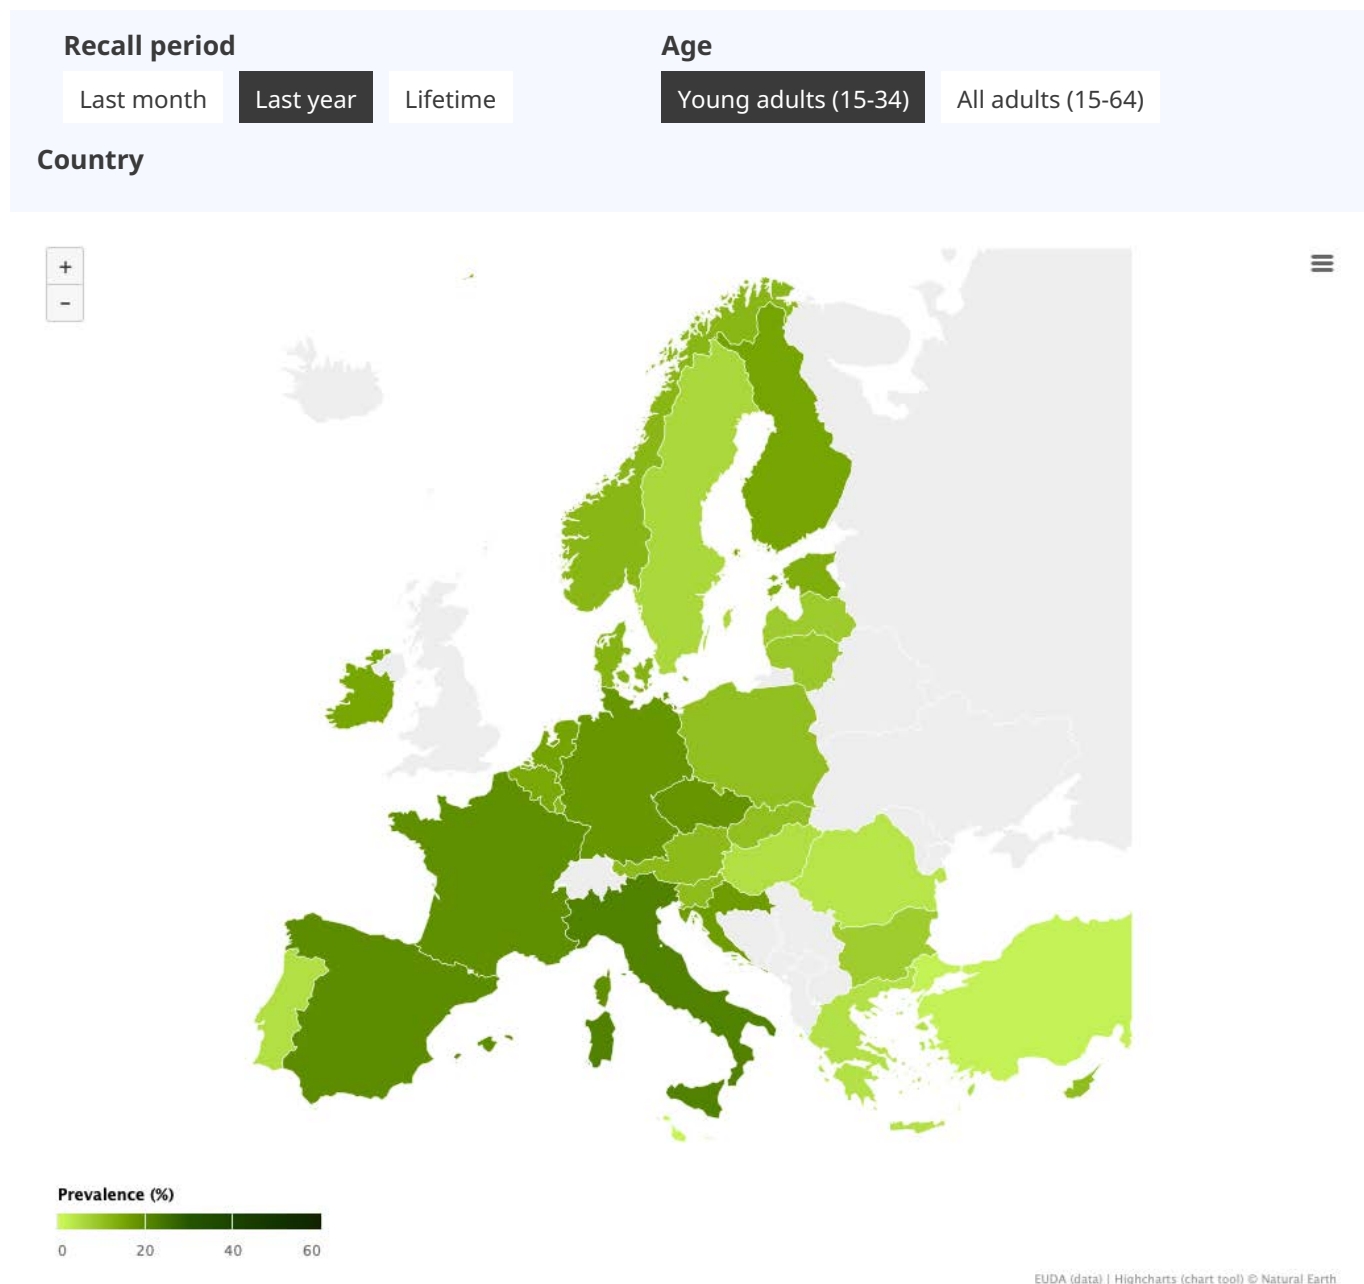 Recall period
Age
Last month
Last year
Lifetime
Young adults (15-34)
All adults (15-64)
Country
+
−
Prevalence (%)
0 20 40 60
EUDA (data) | Highcharts (chart tool) © Natural Earth